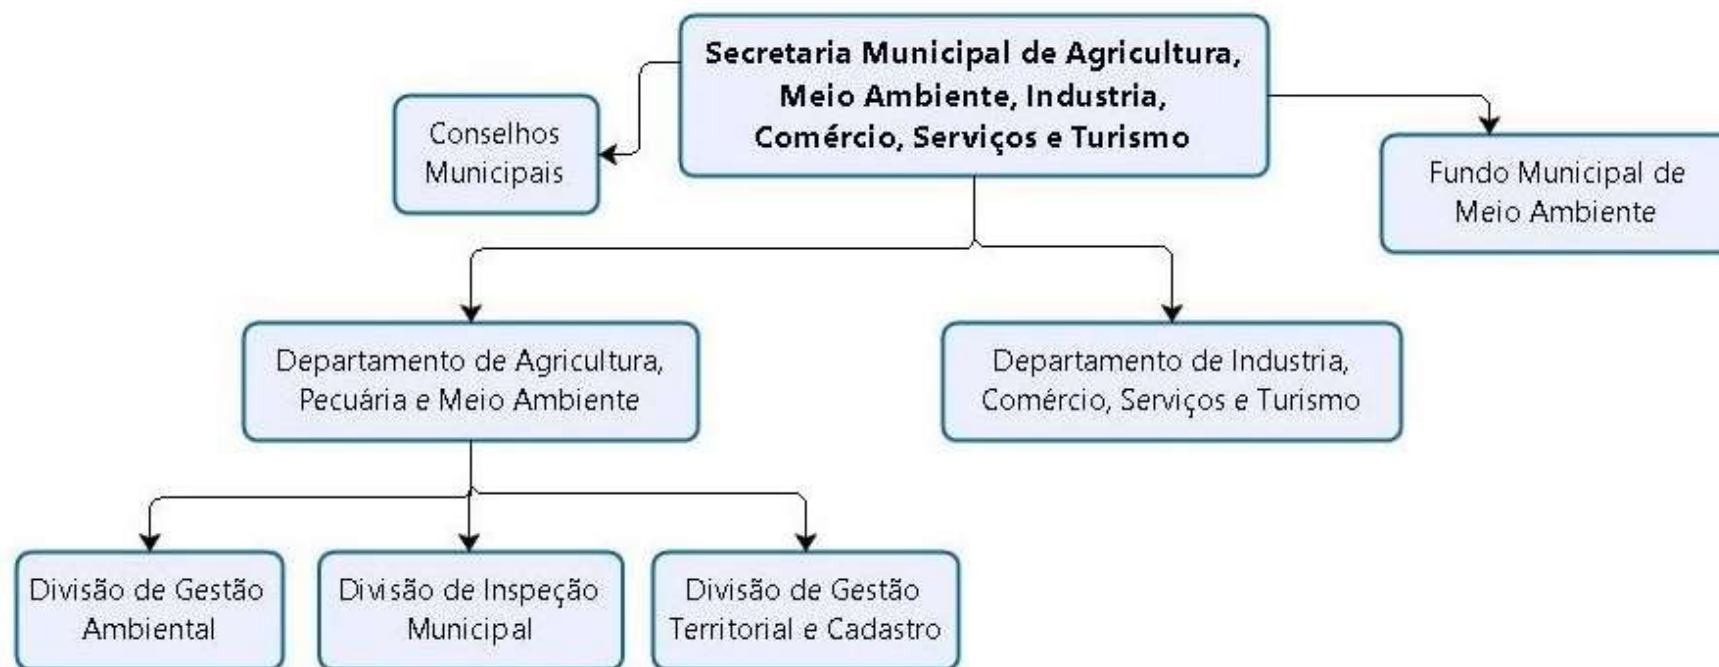 Secretaria Municipal de Agricultura,
Meio Ambiente, Industria,
Comércio, Serviços e Turismo
Conselhos
Municipais
Fundo Municipal de
Meio Ambiente
Departamento de Agricultura,
Pecuária e Meio Ambiente
Departamento de Industria,
Comércio, Serviços e Turismo
Divisão de Gestão
Ambiental
Divisão de Inspeção
Municipal
Divisão de Gestão
Territorial e Cadastro